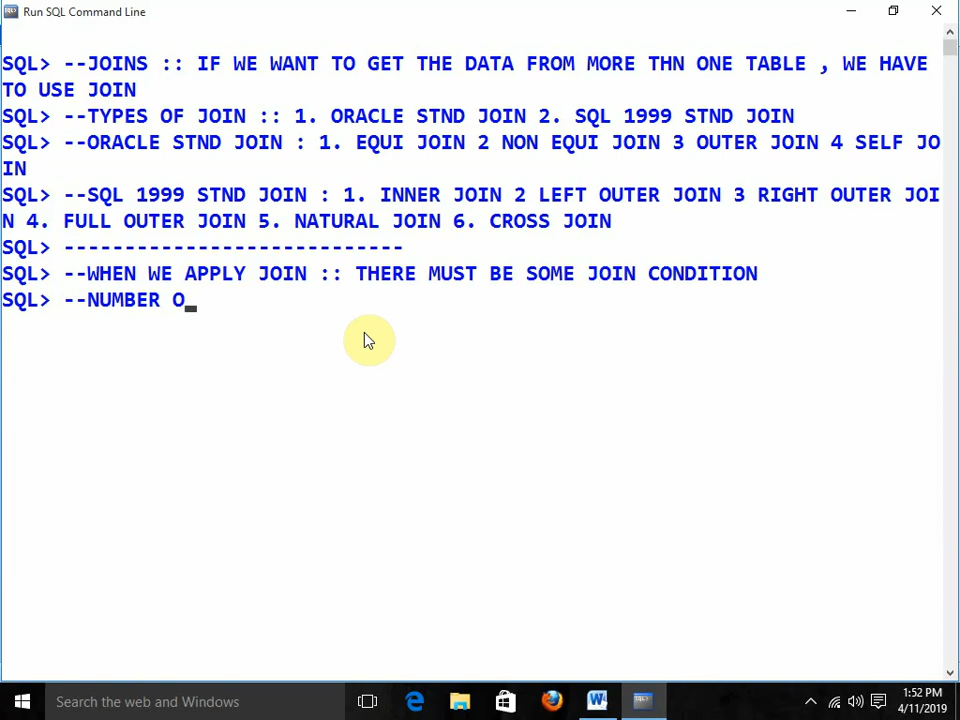 Run SQL Command Line
SQL> --JOINS :: IF WE WANT TO GET THE DATA FROM MORE THN ONE TABLE , WE HAVE
TO USE JOIN
SQL> --TYPES OF JOIN :: 1. ORACLE STND JOIN 2. SQL 1999 STND JOIN
SQL> --ORACLE STND JOIN : 1. EQUI JOIN 2 NON EQUI JOIN 3 OUTER JOIN 4 SELF JO
IN
SQL> --SQL 1999 STND JOIN : 1. INNER JOIN 2 LEFT OUTER JOIN 3 RIGHT OUTER JOI
N 4. FULL OUTER JOIN 5. NATURAL JOIN 6. CROSS JOIN
SQL> ----------------------------
SQL> --WHEN WE APPLY JOIN :: THERE MUST BE SOME JOIN CONDITION
SQL> --NUMBER O_
Search the web and Windows
1:52 PM
4/11/2019